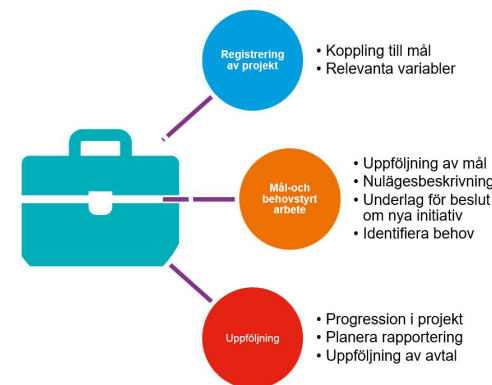 Registrering
av projekt
• Koppling till mål
• Relevanta variabler
Mål-och
behovstyrt
arbete
• Uppföljning av mål
• Nulägesbeskrivning
• Underlag för beslut
om nya initiativ
• Identifiera behov
Uppföljning
• Progression i projekt
• Planera rapportering
• Uppföljning av avtal